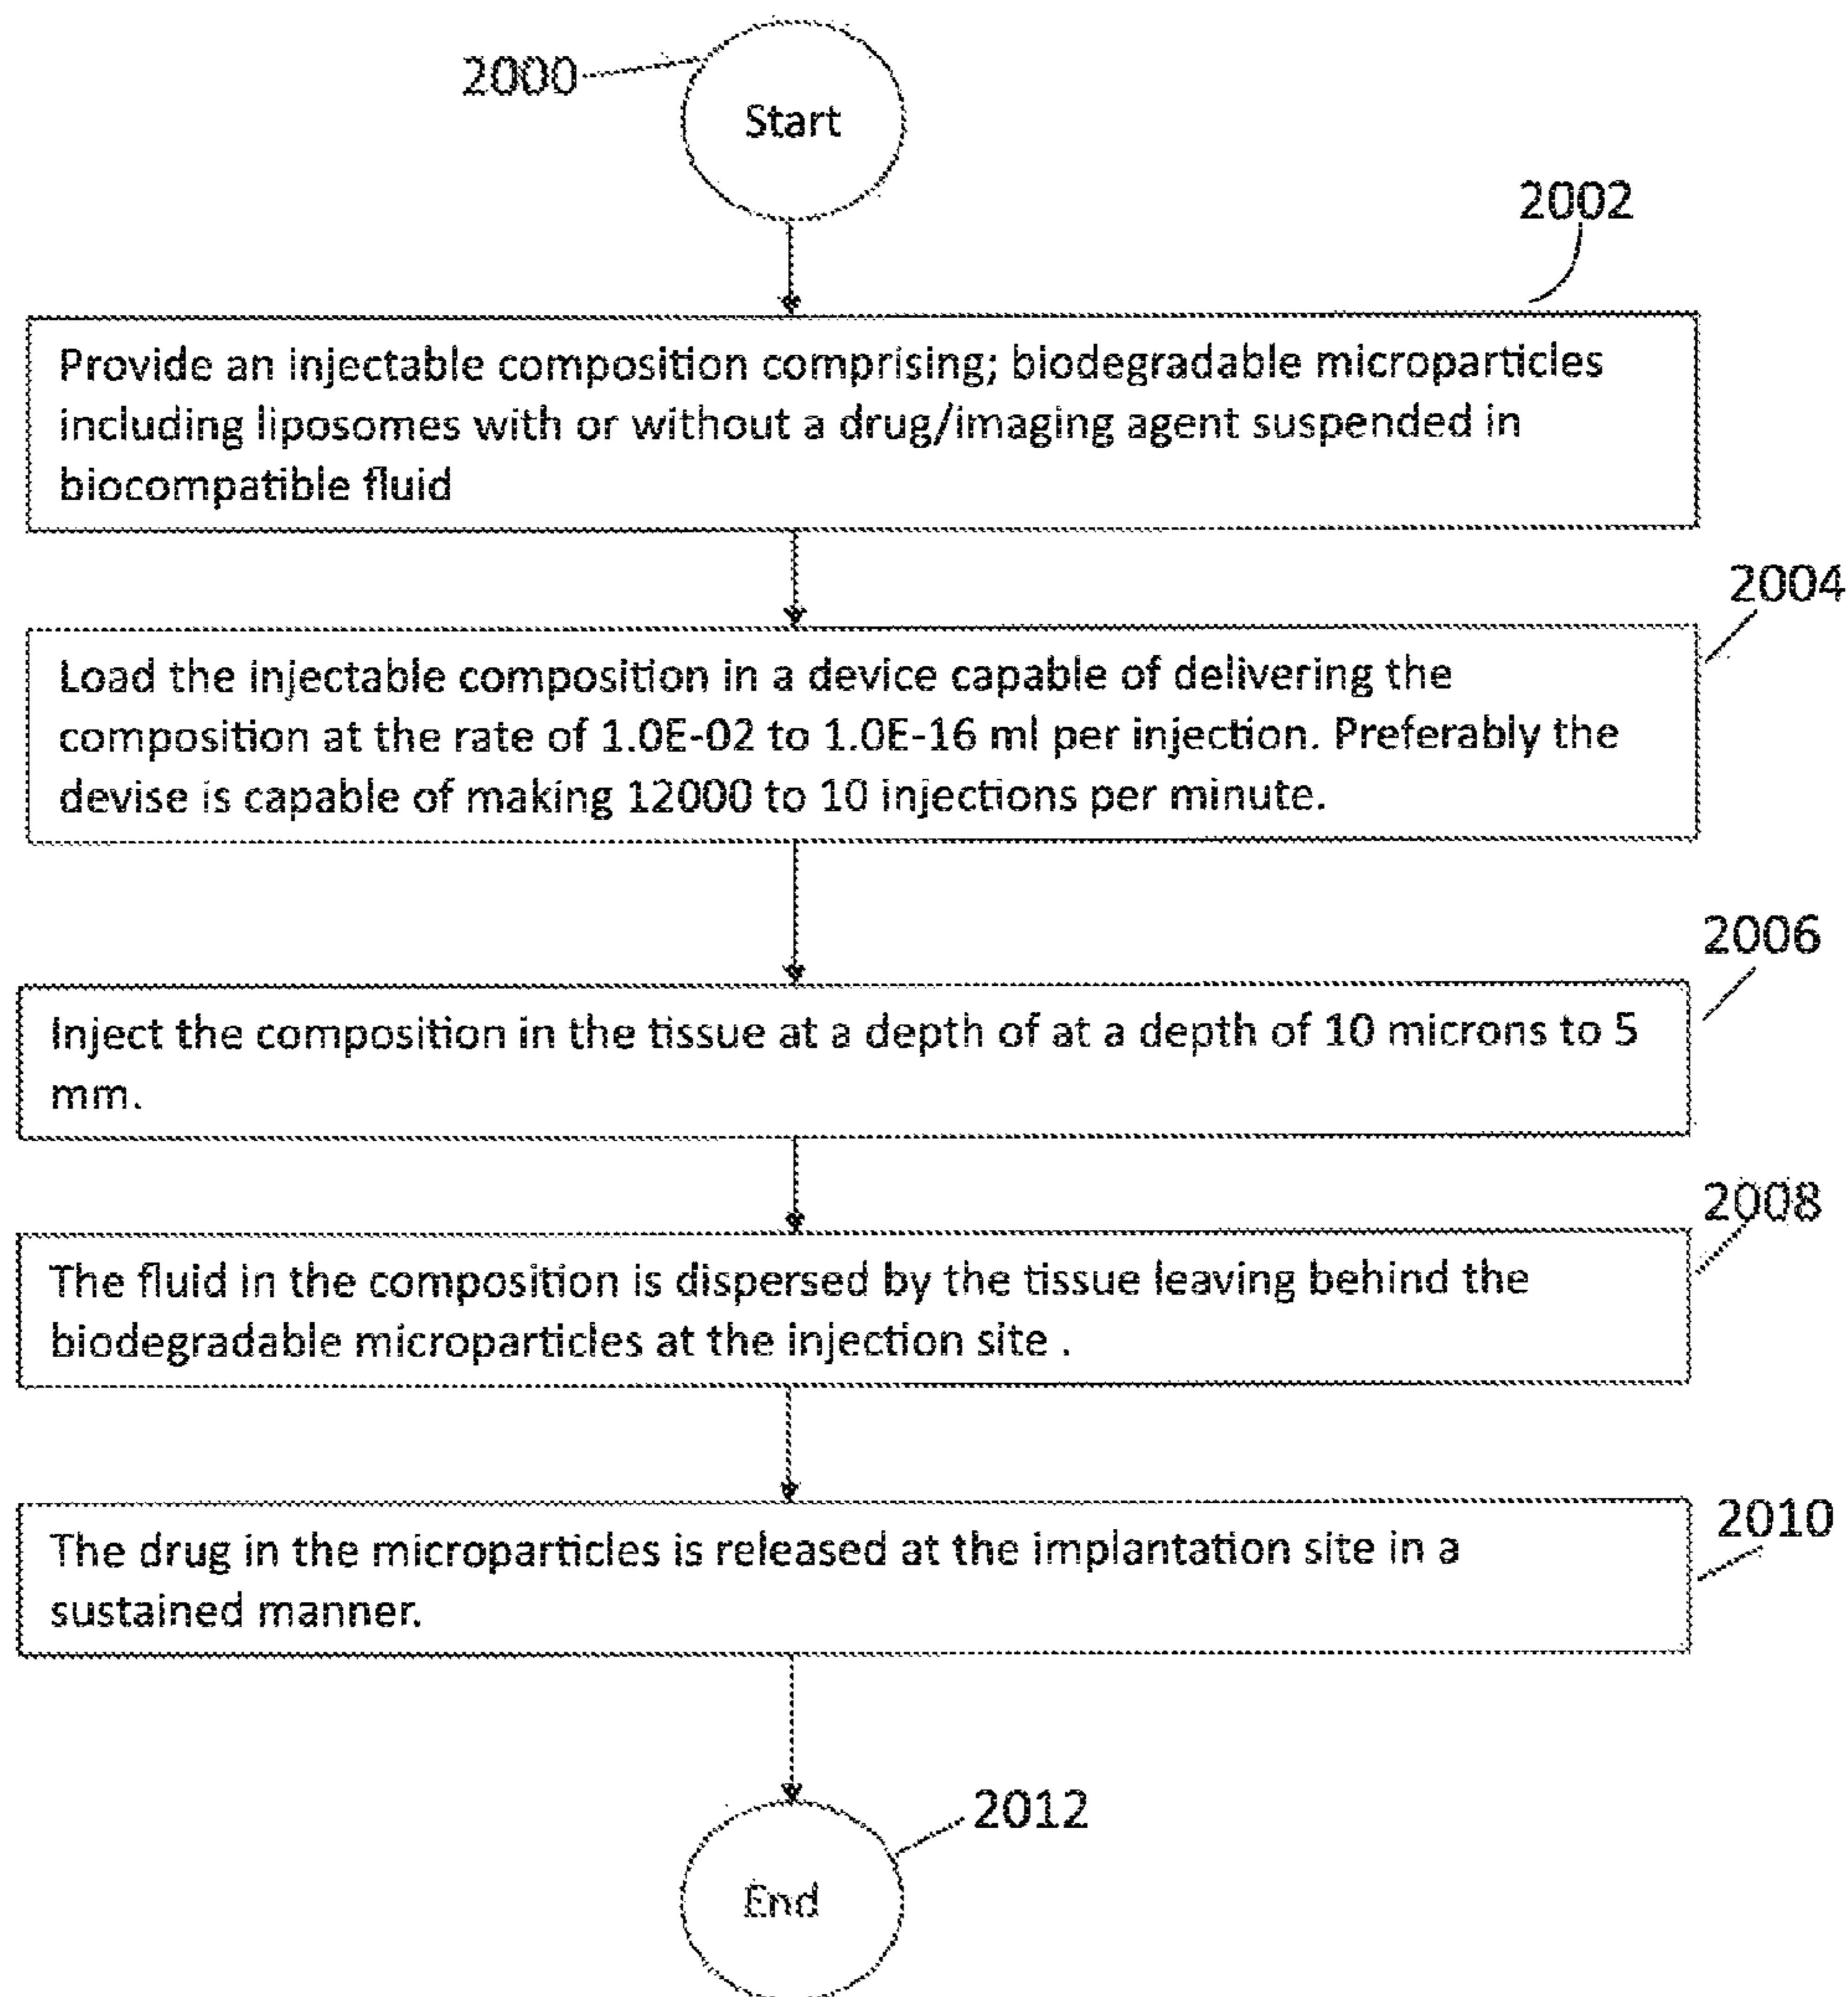 2000
Start
2002
Provide an injectable composition comprising; biodegradable microparticles
including liposomes with or without a drug/imaging agent suspended in
biocompatible fluid
2004
Load the injectable composition in a device capable of delivering the
composition at the rate of 1.0E-02 to 1.0E-16 ml per injection. Preferably the
devise is capable of making 12000 to 10 injections per minute.
2006
Inject the composition in the tissue at a depth of at a depth of 10 microns to 5
mm.
2008
The fluid in the composition is dispersed by the tissue leaving behind the
biodegradable microparticles at the injection site .
2010
The drug in the microparticles is released at the implantation site in a
sustained manner.
2012
End